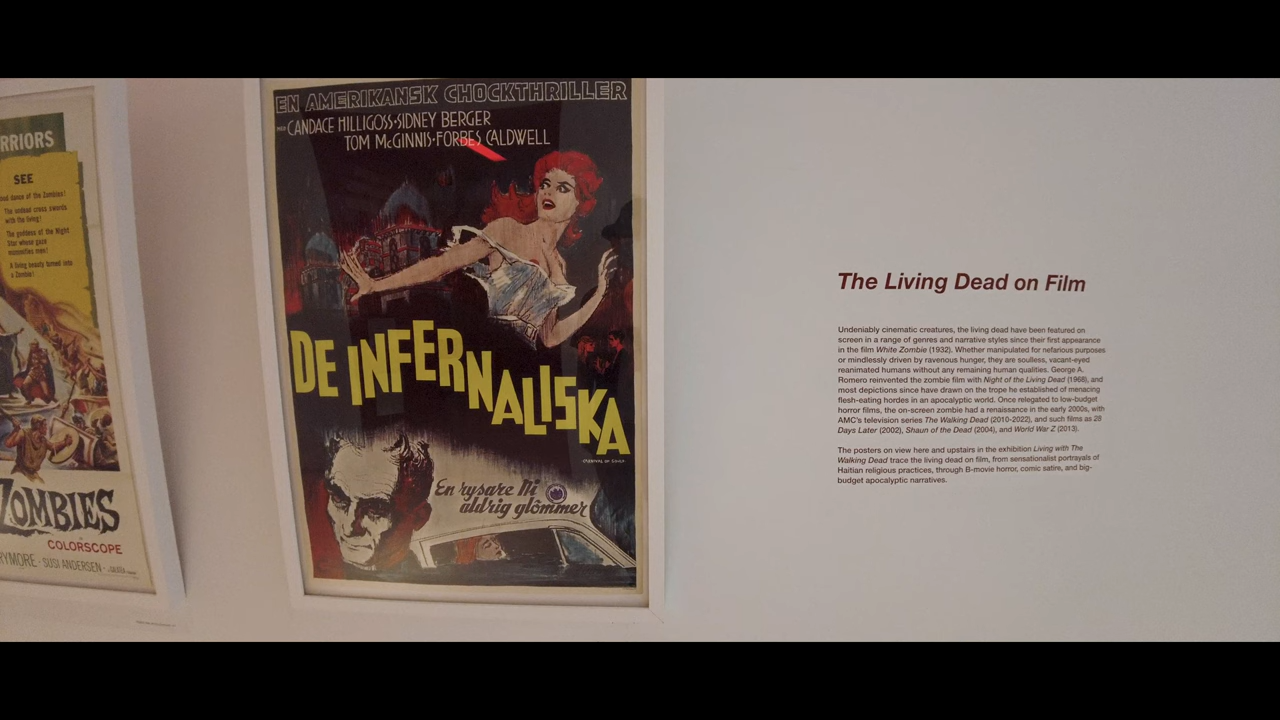 RRIORS
SEE
dance of the Zombies!
The undead cross swords
with the living!
The goddess of the Night
Star whose gaze
mummifies men!
A living beauty turned into
a Zombie!
ZOMBIES
COLORSCOPE
RYMORE · SUSI ANDERSEN ·
EN AMERIKANSK CHOCKTHRILLER
MED CANDACE HILLIGOSS · SIDNEY BERGER
TOM McGINNIS · FORBES CALDWELL
DE INFERNALISKA
(CARNIVAL OF SOULS)
En rysare Ni
aldrig glömmer
The Living Dead on Film
Undeniably cinematic creatures, the living dead have been featured on
screen in a range of genres and narrative styles since their first appearance
in the film White Zombie (1932). Whether manipulated for nefarious purposes
or mindlessly driven by ravenous hunger, they are soulless, vacant-eyed
reanimated humans without any remaining human qualities. George A.
Romero reinvented the zombie film with Night of the Living Dead (1968), and
most depictions since have drawn on the trope he established of menacing
flesh-eating hordes in an apocalyptic world. Once relegated to low-budget
horror films, the on-screen zombie had a renaissance in the early 2000s, with
AMC's television series The Walking Dead (2010-2022), and such films as 28
Days Later (2002), Shaun of the Dead (2004), and World War Z (2013).
The posters on view here and upstairs in the exhibition Living with The
Walking Dead trace the living dead on film, from sensationalist portrayals of
Haitian religious practices, through B-movie horror, comic satire, and big-
budget apocalyptic narratives.